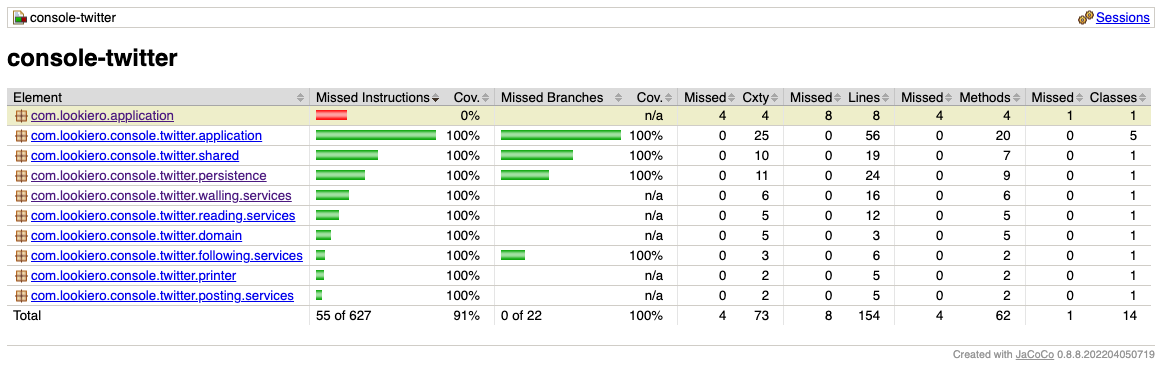 console-twitter Sessions
console-twitter
Element Missed Instructions Cov. Missed Branches Cov. Missed Cxty Missed Lines Missed Methods Missed Classes
com.lookiero.application 0% n/a 4 4 8 8 4 4 1 1
com.lookiero.console.twitter.application 100% 100% 0 25 0 56 0 20 0 5
com.lookiero.console.twitter.shared 100% 100% 0 10 0 19 0 7 0 1
com.lookiero.console.twitter.persistence 100% 100% 0 11 0 24 0 9 0 1
com.lookiero.console.twitter.walling.services 100% n/a 0 6 0 16 0 6 0 1
com.lookiero.console.twitter.reading.services 100% n/a 0 5 0 12 0 5 0 1
com.lookiero.console.twitter.domain 100% n/a 0 5 0 3 0 5 0 1
com.lookiero.console.twitter.following.services 100% 100% 0 3 0 6 0 2 0 1
com.lookiero.console.twitter.printer 100% n/a 0 2 0 5 0 2 0 1
com.lookiero.console.twitter.posting.services 100% n/a 0 2 0 5 0 2 0 1
Total 55 of 627 91% 0 of 22 100% 4 73 8 154 4 62 1 14
Created with JaCoCo 0.8.8.202204050719